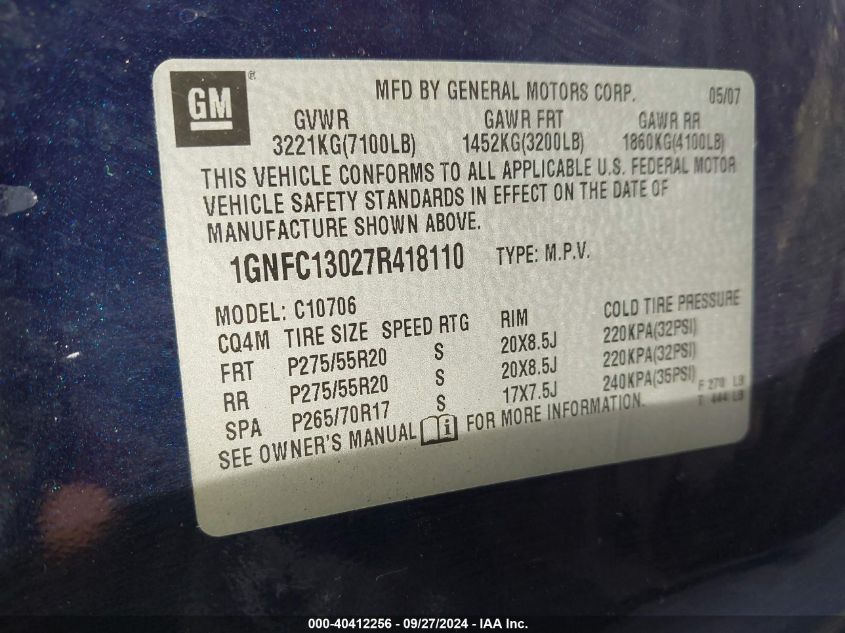 GM ®
MFD BY GENERAL MOTORS CORP. 05/07
GVWR GAWR FRT GAWR RR
3221KG(7100LB) 1452KG(3200LB) 1860KG(4100LB)
THIS VEHICLE CONFORMS TO ALL APPLICABLE U.S. FEDERAL MOTOR
VEHICLE SAFETY STANDARDS IN EFFECT ON THE DATE OF
MANUFACTURE SHOWN ABOVE.
1GNFC13027R418110 TYPE: M.P.V.
MODEL: C10706
CQ4M TIRE SIZE SPEED RTG RIM COLD TIRE PRESSURE
FRT P275/55R20 S 20X8.5J 220KPA(32PSI)
RR P275/55R20 S 20X8.5J 220KPA(32PSI)
SPA P265/70R17 S 17X7.5J 240KPA(35PSI) F 270 LB
T 444 LB
SEE OWNER'S MANUAL i FOR MORE INFORMATION.
000-40412256 - 09/27/2024 - IAA Inc.